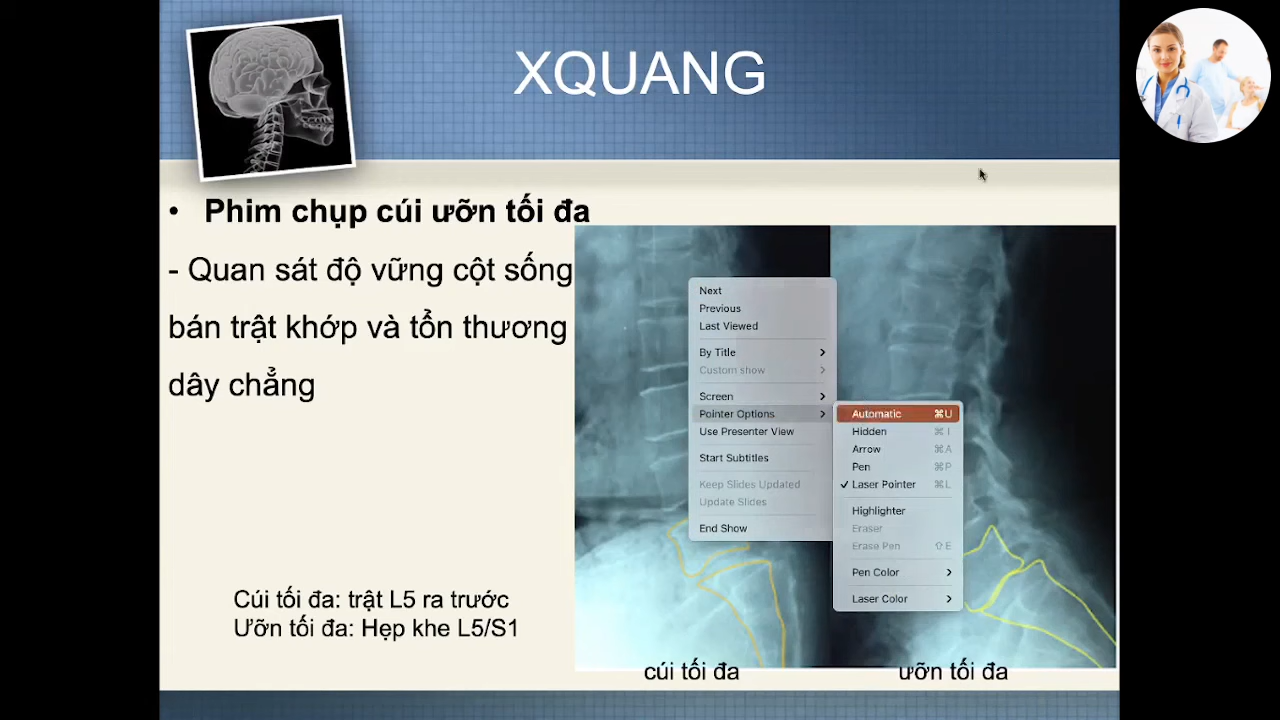 XQUANG
• Phim chụp cúi ưỡn tối đa
- Quan sát độ vững cột sống
bán trật khớp và tổn thương
dây chẳng
Cúi tối đa: trật L5 ra trước
Ưỡn tối đa: Hẹp khe L5/S1
Next
Previous
Last Viewed
By Title
Custom show
Screen
Pointer Options
Use Presenter View
Start Subtitles
Keep Slides Updated
Update Slides
End Show
Automatic ⌘U
Hidden ⌘I
Arrow ⌘A
Pen ⌘P
✓ Laser Pointer ⌘L
Highlighter
Eraser
Erase Pen ⇧E
Pen Color
Laser Color
cúi tối đa
ưỡn tối đa